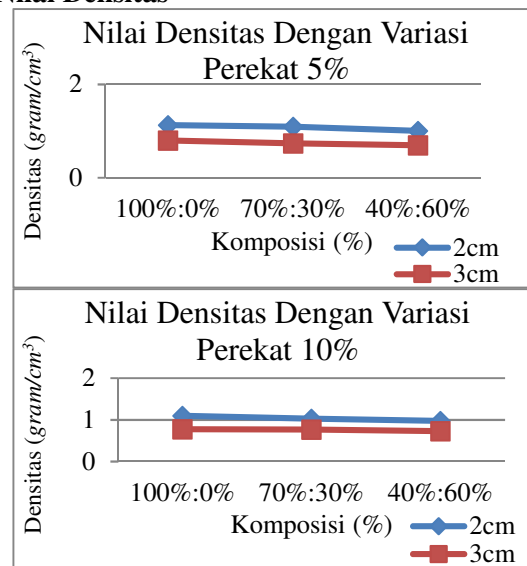 Nilai Densitas
Nilai Densitas Dengan Variasi
Perekat 5%
Densitas (gram/cm³)
2
0
100%:0% 70%:30% 40%:60%
Komposisi (%)
2cm
3cm
Nilai Densitas Dengan Variasi
Perekat 10%
Densitas (gram/cm³)
2
1
0
100%:0% 70%:30% 40%:60%
Komposisi (%)
2cm
3cm